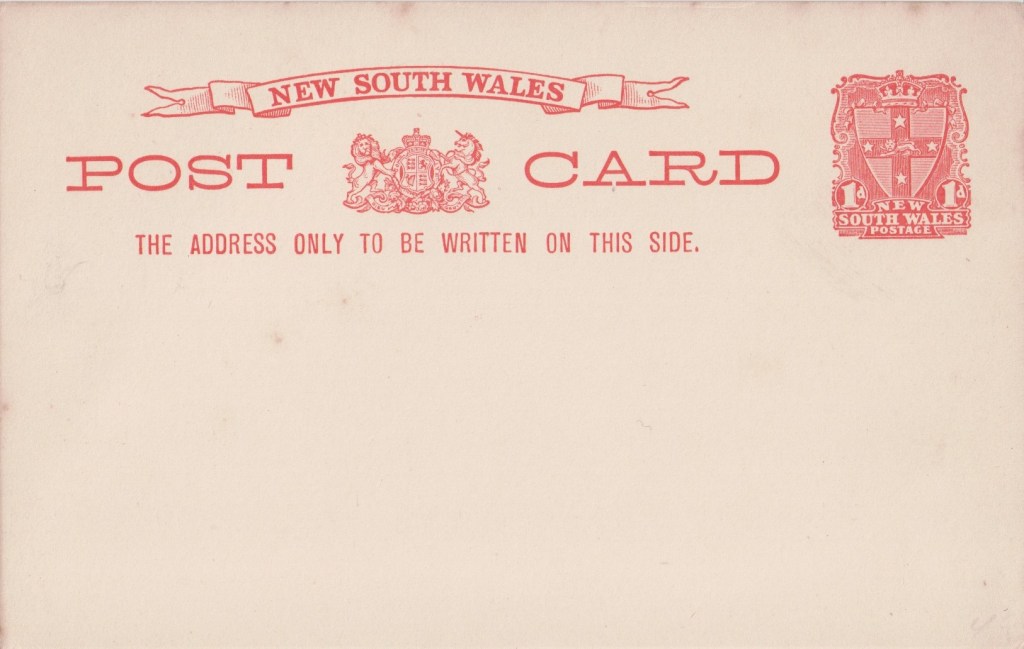 NEW SOUTH WALES
POST CARD
THE ADDRESS ONLY TO BE WRITTEN ON THIS SIDE.
1d 1d
NEW
SOUTH WALES
POSTAGE